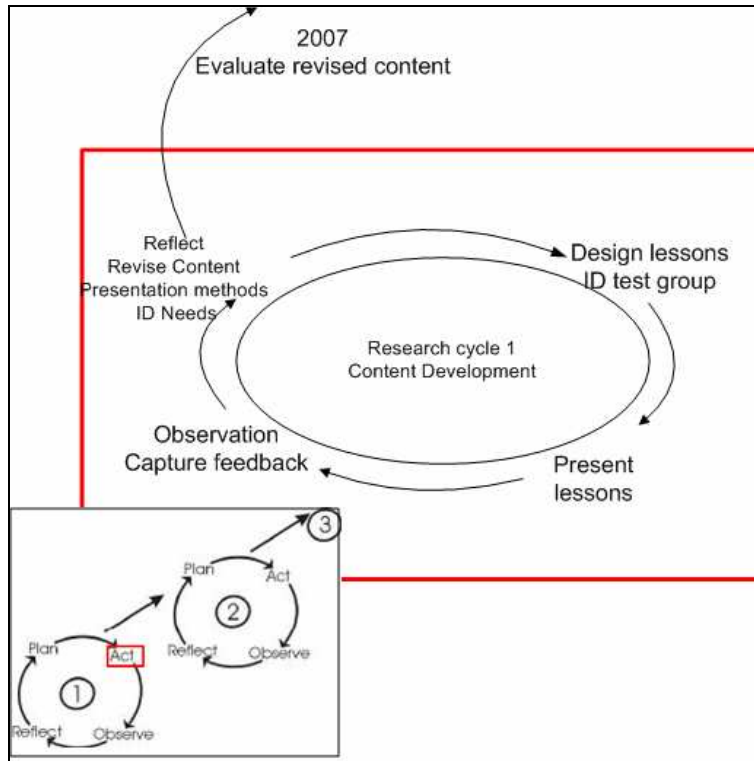 2007
Evaluate revised content
Reflect
Revise Content
Presentation methods
ID Needs
Design lessons
ID test group
Research cycle 1
Content Development
Observation
Capture feedback
Present
lessons
3
Plan
Act
2
Reflect
Observe
Plan
Act
1
Reflect
Observe